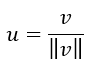 u = v / ‖v‖